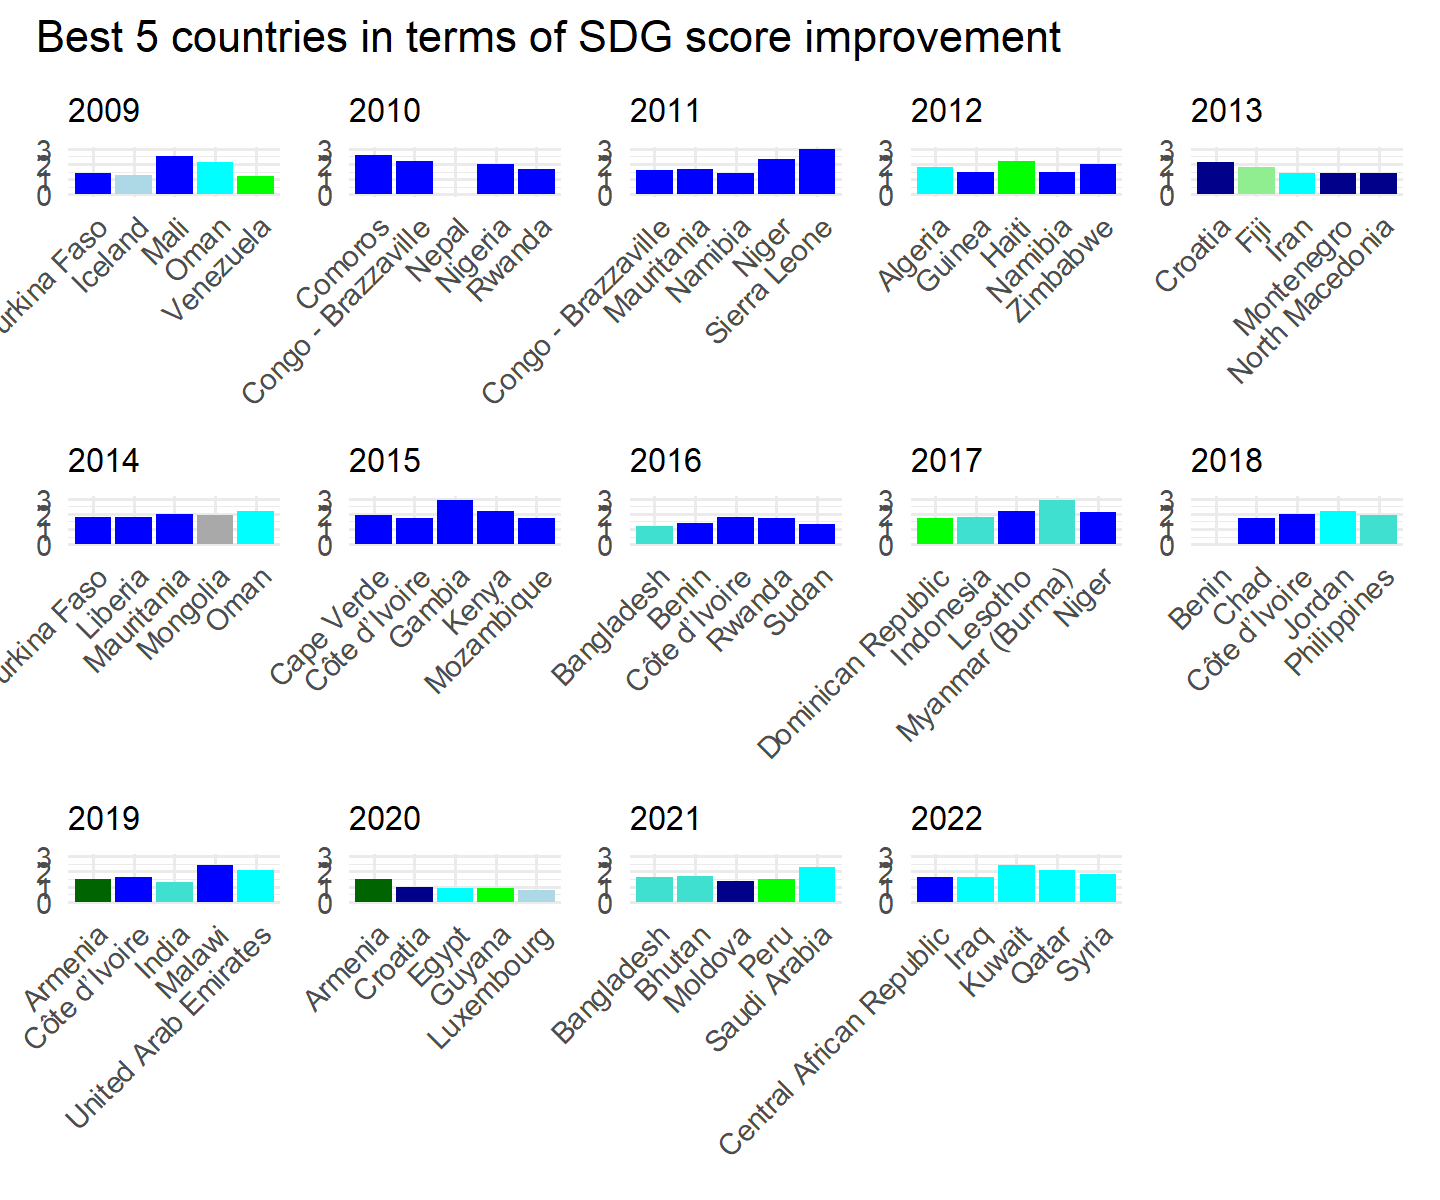 Best 5 countries in terms of SDG score improvement
2009
2010
2011
2012
2013
3
2
1
0
3
2
1
0
3
2
1
0
3
2
1
0
3
2
1
0
urkina Faso
Iceland
Mali
Oman
Venezuela
Comoros
Congo - Brazzaville
Nepal
Nigeria
Rwanda
Congo - Brazzaville
Mauritania
Namibia
Niger
Sierra Leone
Algeria
Guinea
Haiti
Namibia
Zimbabwe
Croatia
Fiji
Iran
Montenegro
North Macedonia
2014
2015
2016
2017
2018
3
2
1
0
3
2
1
0
3
2
1
0
3
2
1
0
3
2
1
0
urkina Faso
Liberia
Mauritania
Mongolia
Oman
Cape Verde
Côte d’Ivoire
Gambia
Kenya
Mozambique
Bangladesh
Benin
Côte d’Ivoire
Rwanda
Sudan
Dominican Republic
Indonesia
Lesotho
Myanmar (Burma)
Niger
Benin
Chad
Côte d’Ivoire
Jordan
Philippines
2019
2020
2021
2022
3
2
1
0
3
2
1
0
3
2
1
0
3
2
1
0
Armenia
Côte d’Ivoire
India
Malawi
United Arab Emirates
Armenia
Croatia
Egypt
Guyana
Luxembourg
Bangladesh
Bhutan
Moldova
Peru
Saudi Arabia
Central African Republic
Iraq
Kuwait
Qatar
Syria